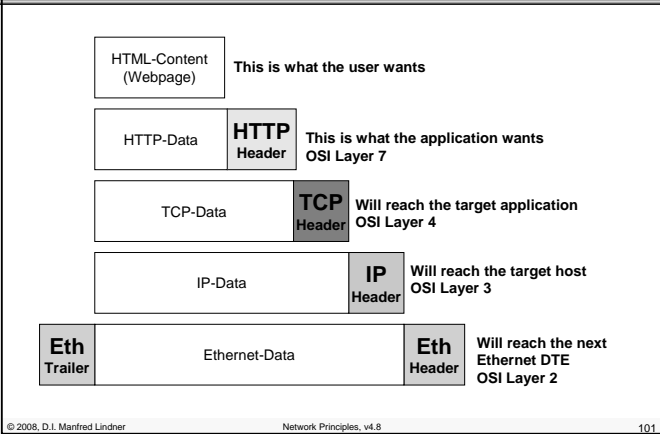 HTML-Content
(Webpage)
This is what the user wants
HTTP-Data
HTTP
Header
This is what the application wants
OSI Layer 7
TCP-Data
TCP
Header
Will reach the target application
OSI Layer 4
IP-Data
IP
Header
Will reach the target host
OSI Layer 3
Eth
Trailer
Ethernet-Data
Eth
Header
Will reach the next
Ethernet DTE
OSI Layer 2
© 2008, D.I. Manfred Lindner
Network Principles, v4.8
101